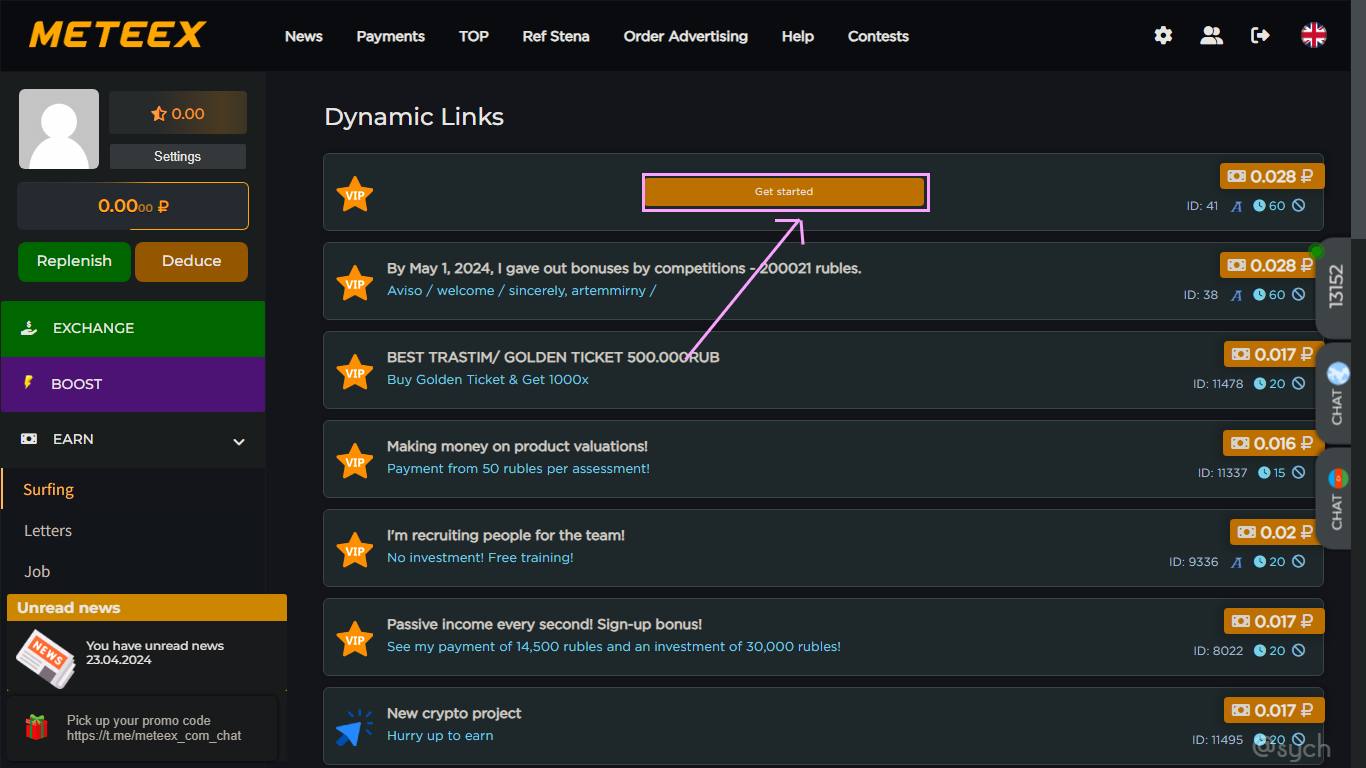 METEEX
News Payments TOP Ref Stena Order Advertising Help Contests
0.00
Settings
0.0000 ₽
Replenish Deduce
EXCHANGE
BOOST
EARN
Surfing
Letters
Job
Unread news
NEWS
You have unread news
23.04.2024
Pick up your promo code
https://t.me/meteex_com_chat
Dynamic Links
VIP
Get started
0.028 ₽
ID: 41 60
VIP
By May 1, 2024, I gave out bonuses by competitions - 200021 rubles.
Aviso / welcome / sincerely, artemmirny /
0.028 ₽
ID: 38 60
VIP
BEST TRASTIM/ GOLDEN TICKET 500.000RUB
Buy Golden Ticket & Get 1000x
0.017 ₽
ID: 11478 20
VIP
Making money on product valuations!
Payment from 50 rubles per assessment!
0.016 ₽
ID: 11337 15
VIP
I'm recruiting people for the team!
No investment! Free training!
0.02 ₽
ID: 9336 20
VIP
Passive income every second! Sign-up bonus!
See my payment of 14,500 rubles and an investment of 30,000 rubles!
0.017 ₽
ID: 8022 20
New crypto project
Hurry up to earn
0.017 ₽
ID: 11495 20
13152
CHAT
CHAT
@sych